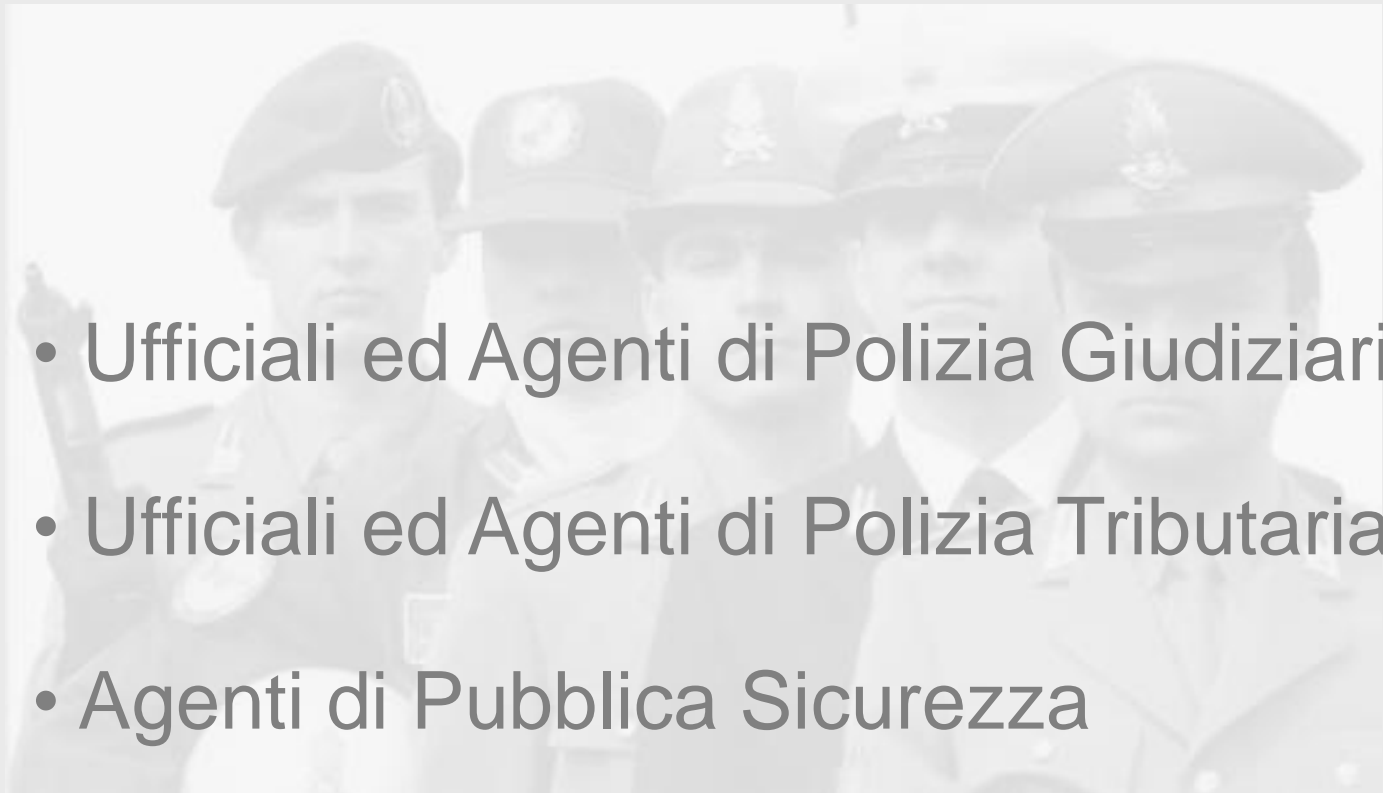 • Ufficiali ed Agenti di Polizia Giudiziari
• Ufficiali ed Agenti di Polizia Tributaria
• Agenti di Pubblica Sicurezza